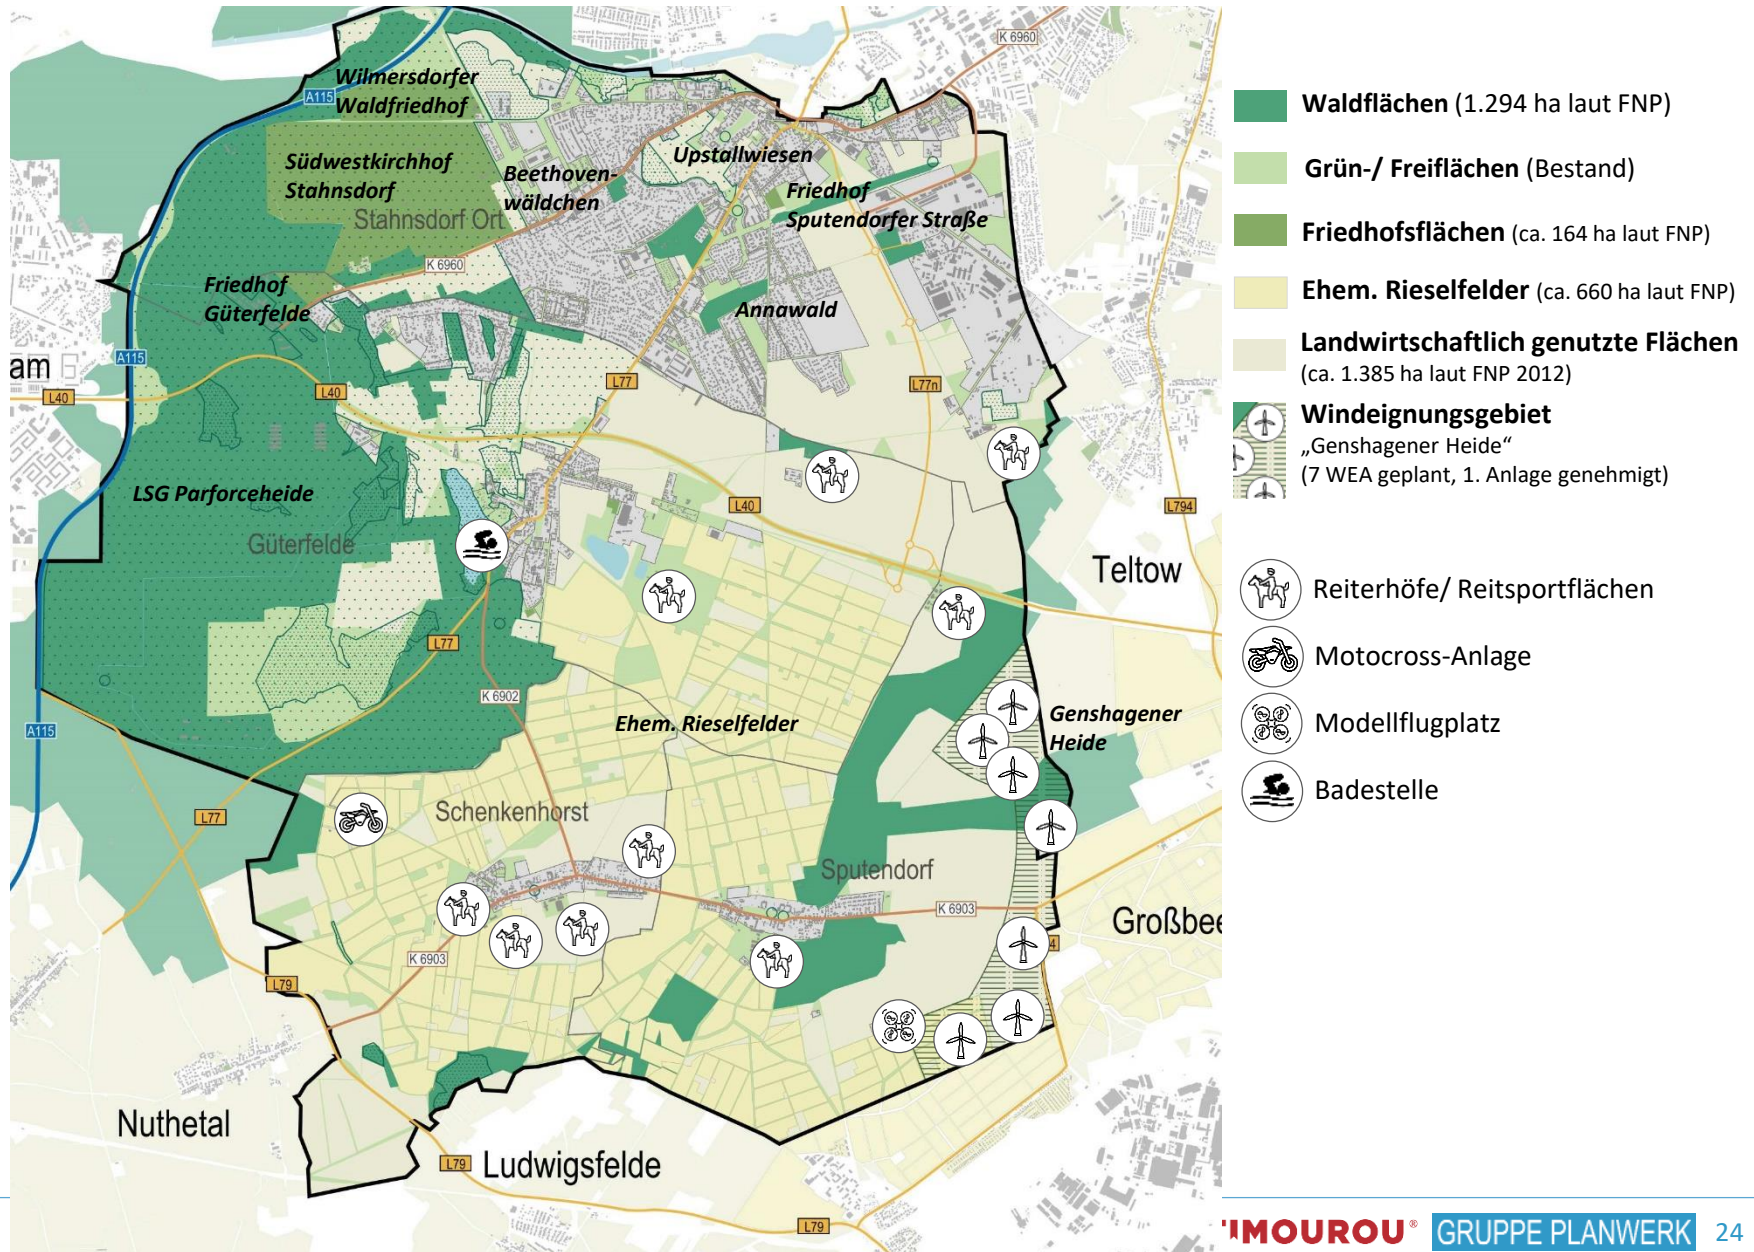 K 6960
Wilmersdorfer
Waldfriedhof
A115
Südwestkirchhof
Stahnsdorf
Beethoven-
wäldchen
Upstallwiesen
Friedhof
Sputendorfer Straße
Stahnsdorf Ort
K 6960
Friedhof
Güterfelde
Annawald
am
A115
L40
L40
L77
L77n
LSG Parforceheide
L40
L794
Güterfelde
Teltow
L77
K 6902
Ehem. Rieselfelder
Genshagener
Heide
A115
L77
Schenkenhorst
Sputendorf
K 6903
Großbee
K 6903
4
L79
Nuthetal
L79
Ludwigsfelde
L79
Waldflächen (1.294 ha laut FNP)
Grün-/ Freiflächen (Bestand)
Friedhofsflächen (ca. 164 ha laut FNP)
Ehem. Rieselfelder (ca. 660 ha laut FNP)
Landwirtschaftlich genutzte Flächen
(ca. 1.385 ha laut FNP 2012)
Windeignungsgebiet
„Genshagener Heide“
(7 WEA geplant, 1. Anlage genehmigt)
Reiterhöfe/ Reitsportflächen
Motocross-Anlage
Modellflugplatz
Badestelle
IMOUROU® GRUPPE PLANWERK 24